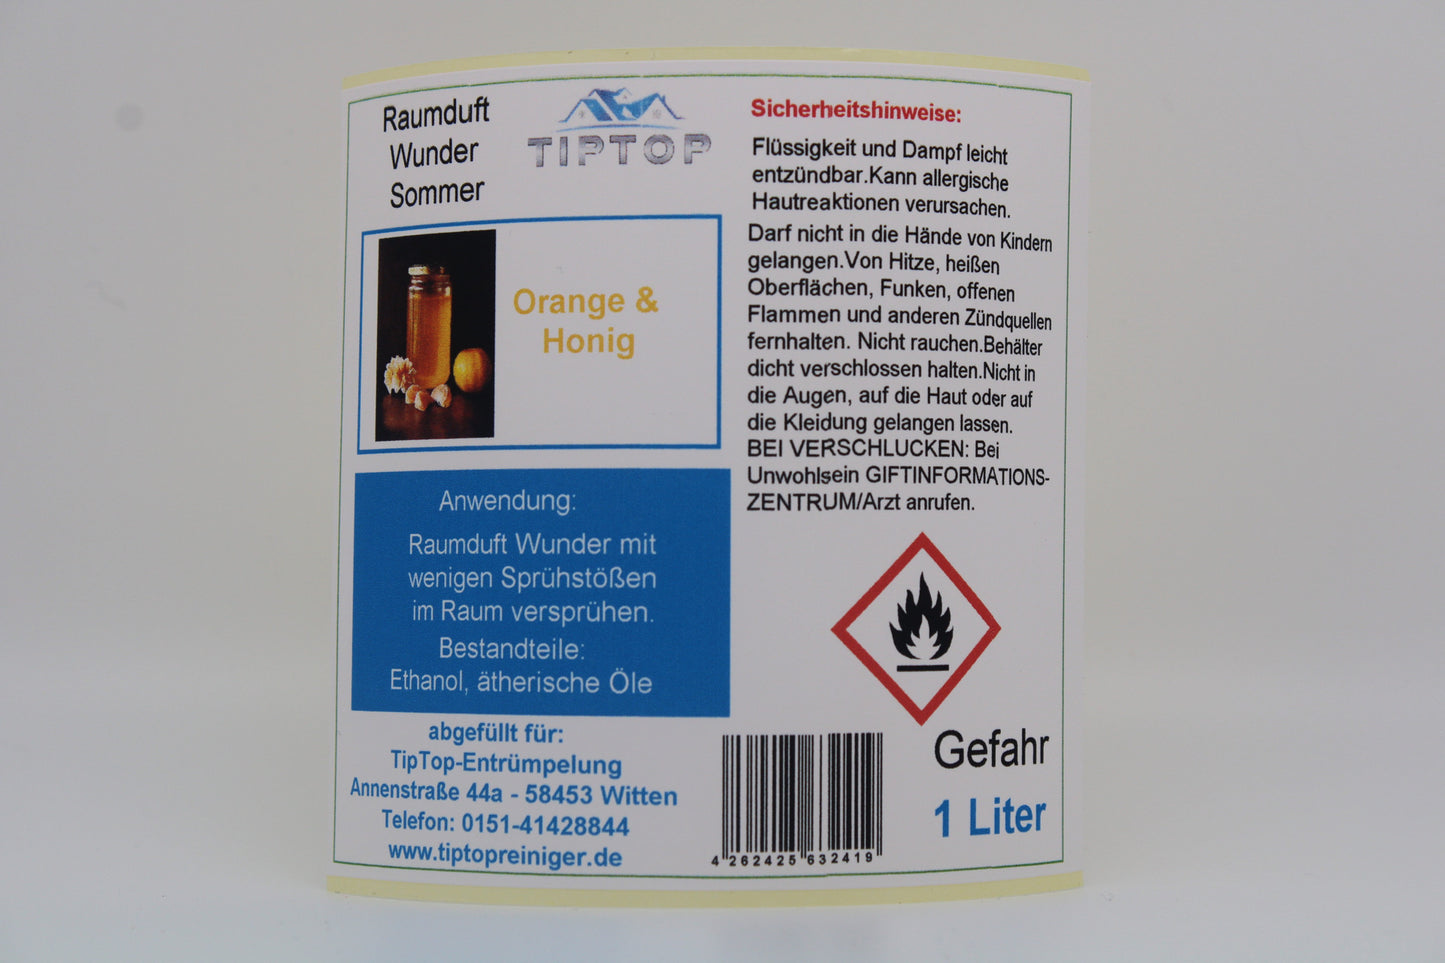 Raumduft
Wunder
Sommer
TIPTOP
Orange &
Honig
Anwendung:
Raumduft Wunder mit
wenigen Sprühstößen
im Raum versprühen.
Bestandteile:
Ethanol, ätherische Öle
abgefüllt für:
TipTop-Entrümpelung
Annenstraße 44a - 58453 Witten
Telefon: 0151-41428844
www.tiptopreiniger.de
Sicherheitshinweise:
Flüssigkeit und Dampf leicht
entzündbar.Kann allergische
Hautreaktionen verursachen.
Darf nicht in die Hände von Kindern
gelangen.Von Hitze, heißen
Oberflächen, Funken, offenen
Flammen und anderen Zündquellen
fernhalten. Nicht rauchen.Behälter
dicht verschlossen halten.Nicht in
die Augen, auf die Haut oder auf
die Kleidung gelangen lassen.
BEI VERSCHLUCKEN: Bei
Unwohlsein GIFTINFORMATIONS-
ZENTRUM/Arzt anrufen.
Gefahr
1 Liter
4 262425 632419